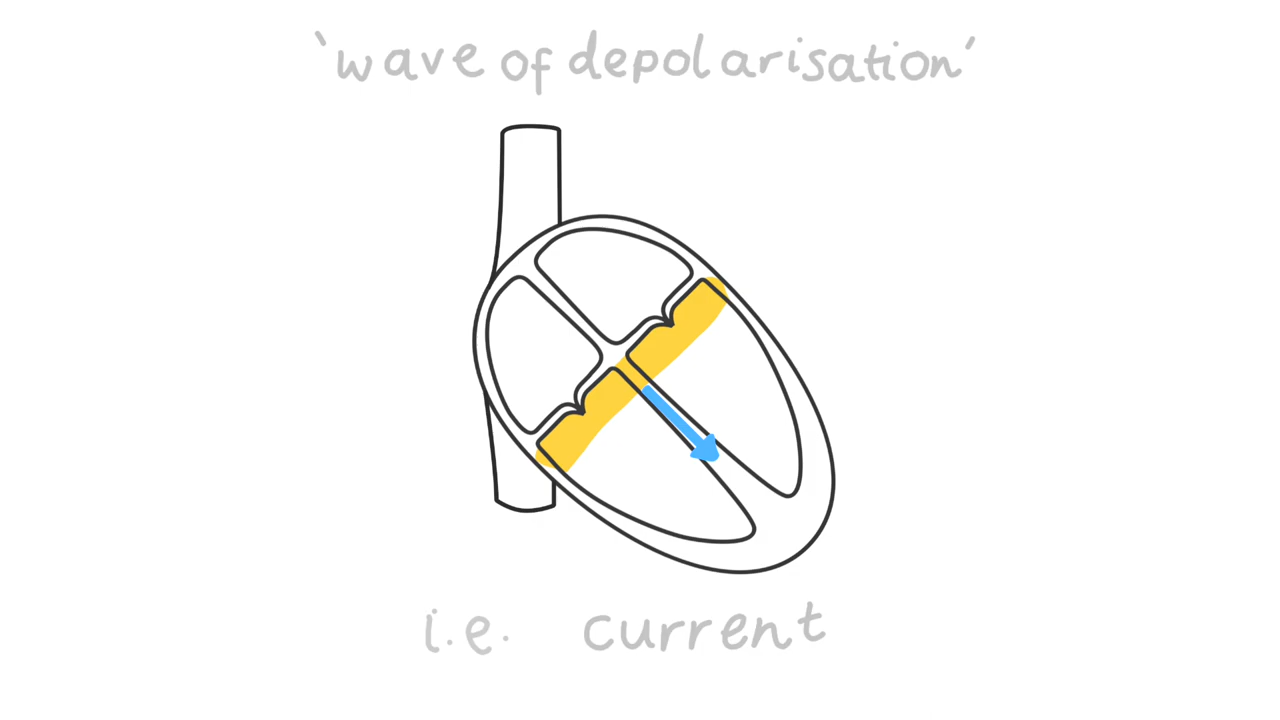 ‘wave of depolarisation’
i.e. current